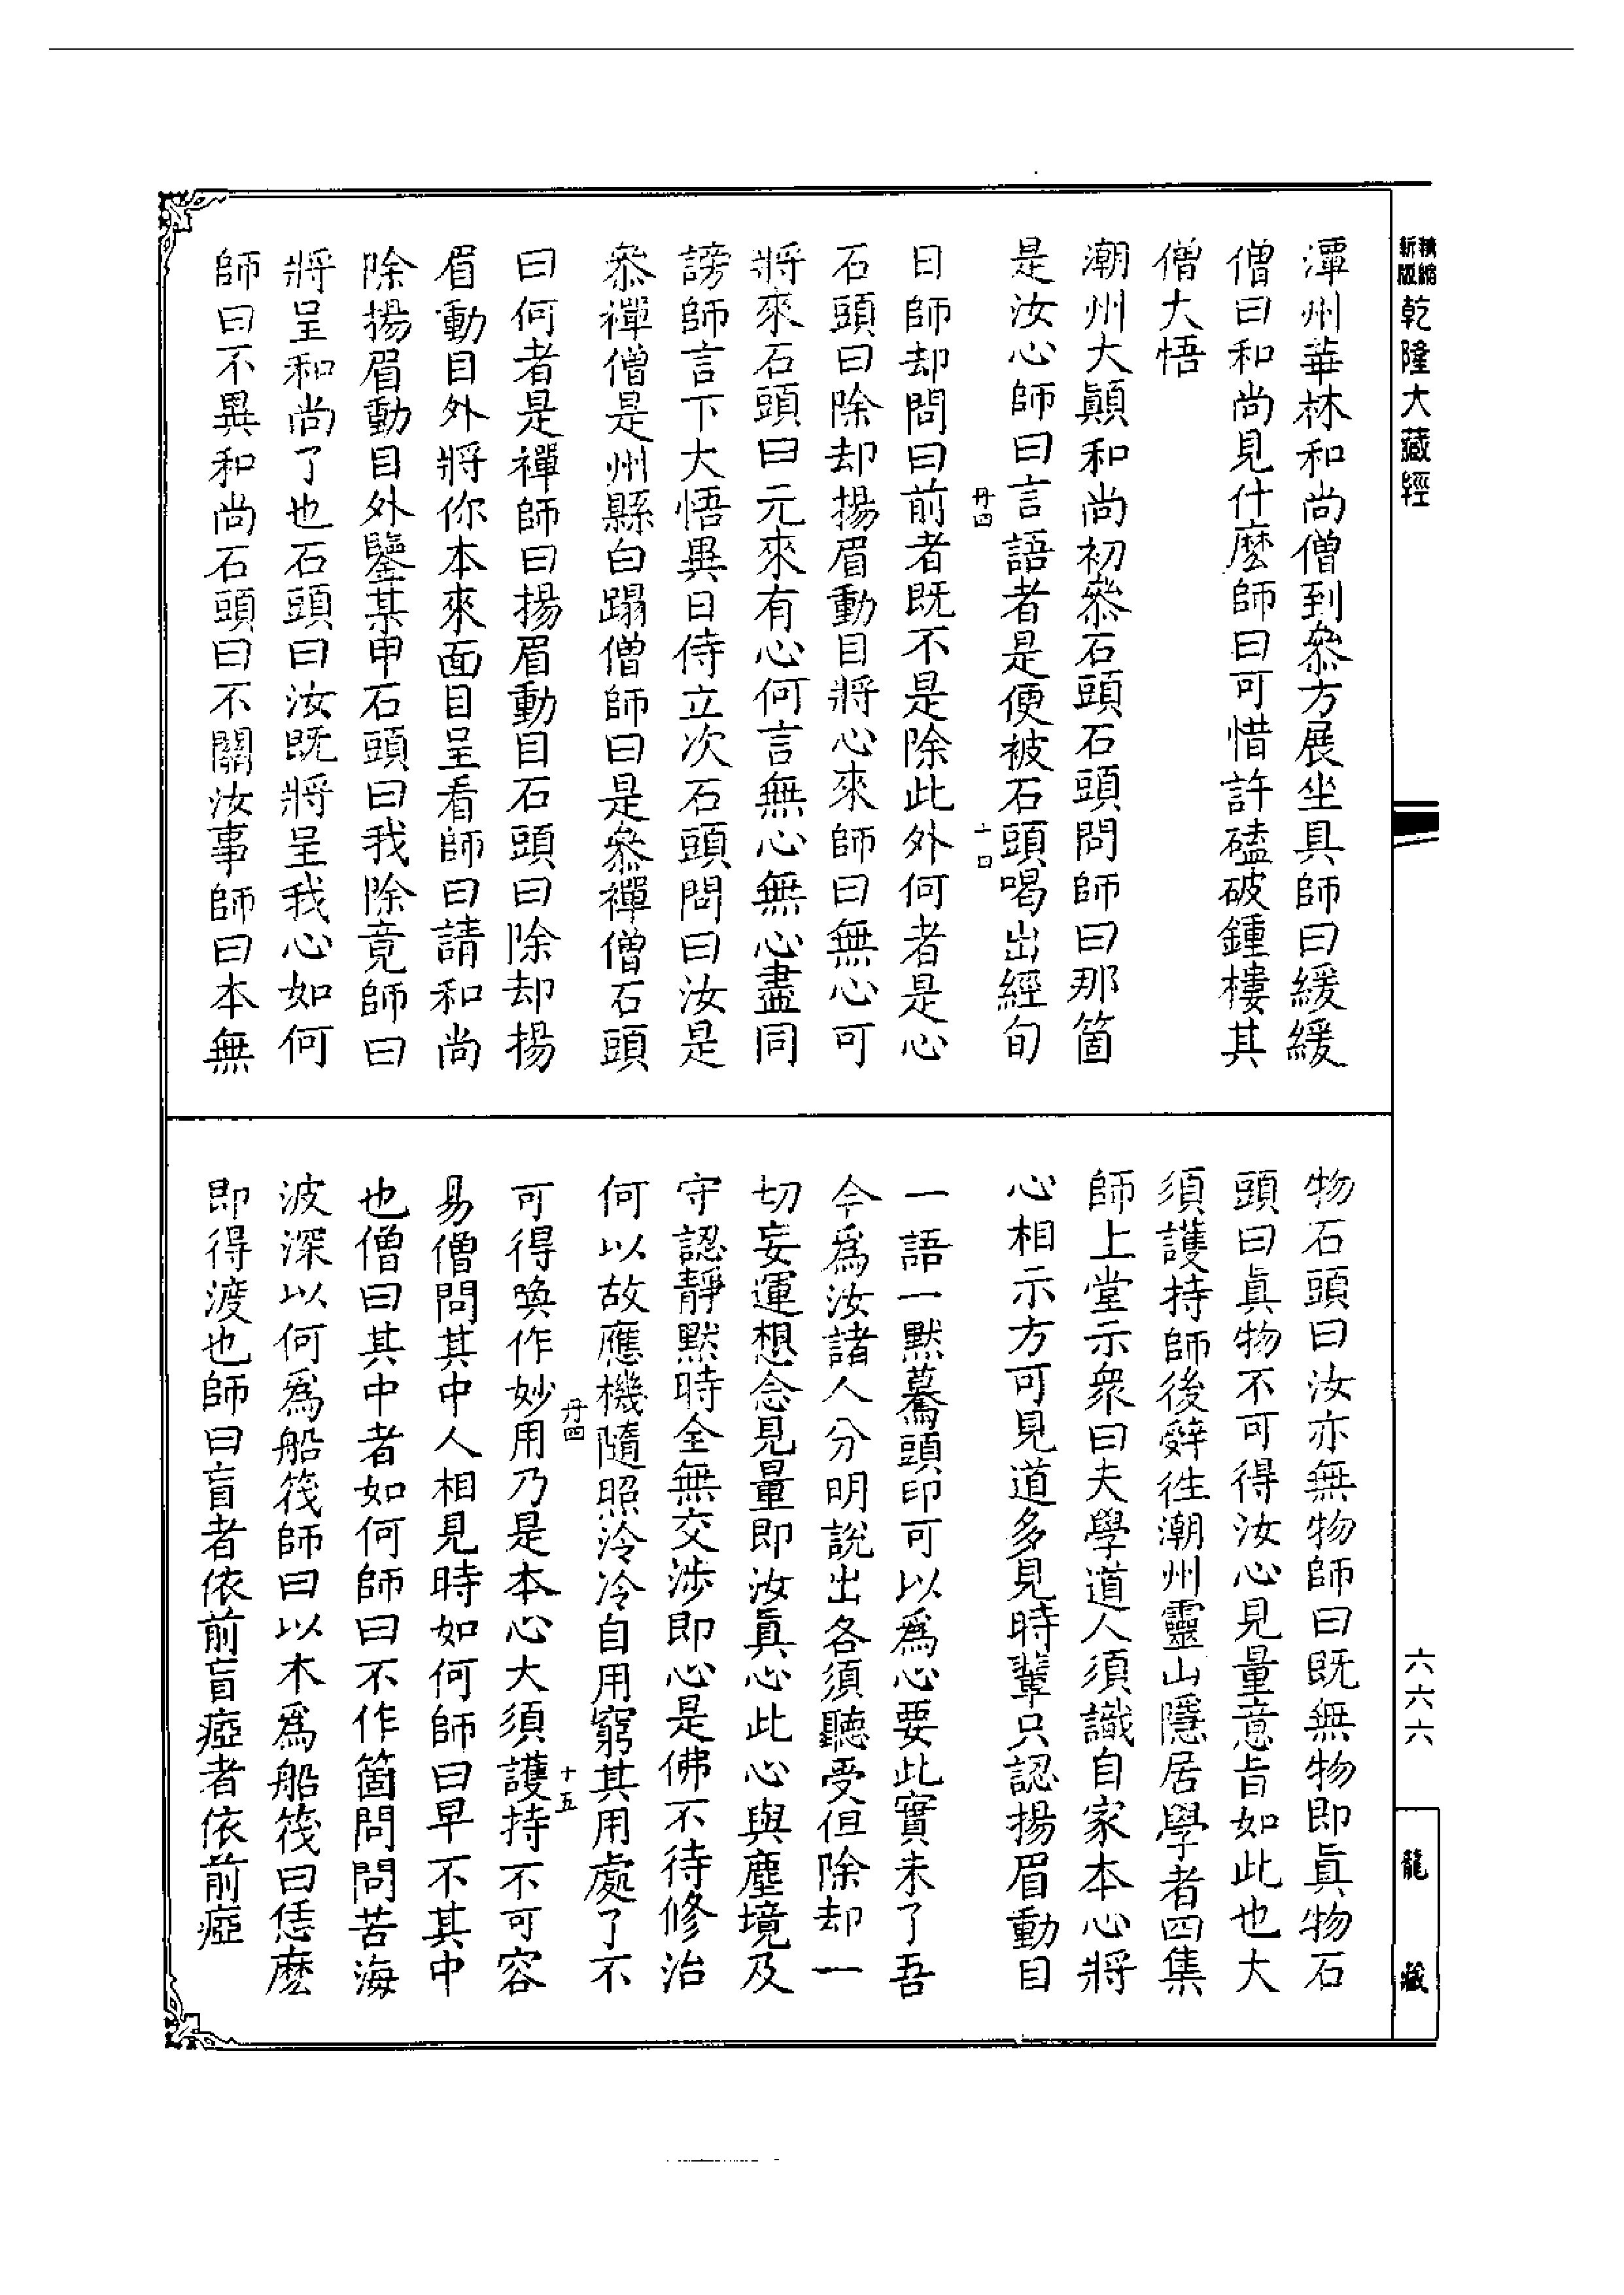 精縮
新版
乾隆大藏經
六六六
龍藏
潭州華林和尚僧到叅方展坐具師曰緩緩
僧曰和尚見什麽師曰可惜許磕破鍾樓其
僧大悟
潮州大顚和尚初叅石頭石頭問師曰那箇
是汝心師曰言語者是便被石頭喝出經旬
丹四
十四
日師却問曰前者既不是除此外何者是心
石頭曰除却揚眉動目將心來師曰無心可
將來石頭曰元來有心何言無心無心盡同
謗師言下大悟異日侍立次石頭問曰汝是
叅禪僧是州縣白蹋僧師曰是叅禪僧石頭
曰何者是禪師曰揚眉動目石頭曰除却揚
眉動目外將你本來面目呈看師曰請和尚
除揚眉動目外鑒某甲石頭曰我除竟師曰
將呈和尚了也石頭曰汝既將呈我心如何
師曰不異和尚石頭曰不關汝事師曰本無
物石頭曰汝亦無物師曰既無物即眞物石
頭曰眞物不可得汝心見量意旨如此也大
須護持師後辭往潮州靈山隱居學者四集
師上堂示衆曰夫學道人須識自家本心將
心相示方可見道多見時輩只認揚眉動目
一語一默驀頭印可以爲心要此實未了吾
今爲汝諸人分明說出各須聽受但除却一
切妄運想念見量即汝眞心此心與塵境及
守認靜默時全無交涉即心是佛不待修治
何以故應機隨照泠泠自用窮其用處了不
丹四
十五
可得喚作妙用乃是本心大須護持不可容
易僧問其中人相見時如何師曰早不其中
也僧曰其中者如何師曰不作箇問問苦海
波深以何爲船筏師曰以木爲船筏曰恁麽
即得渡也師曰盲者依前盲瘂者依前瘂